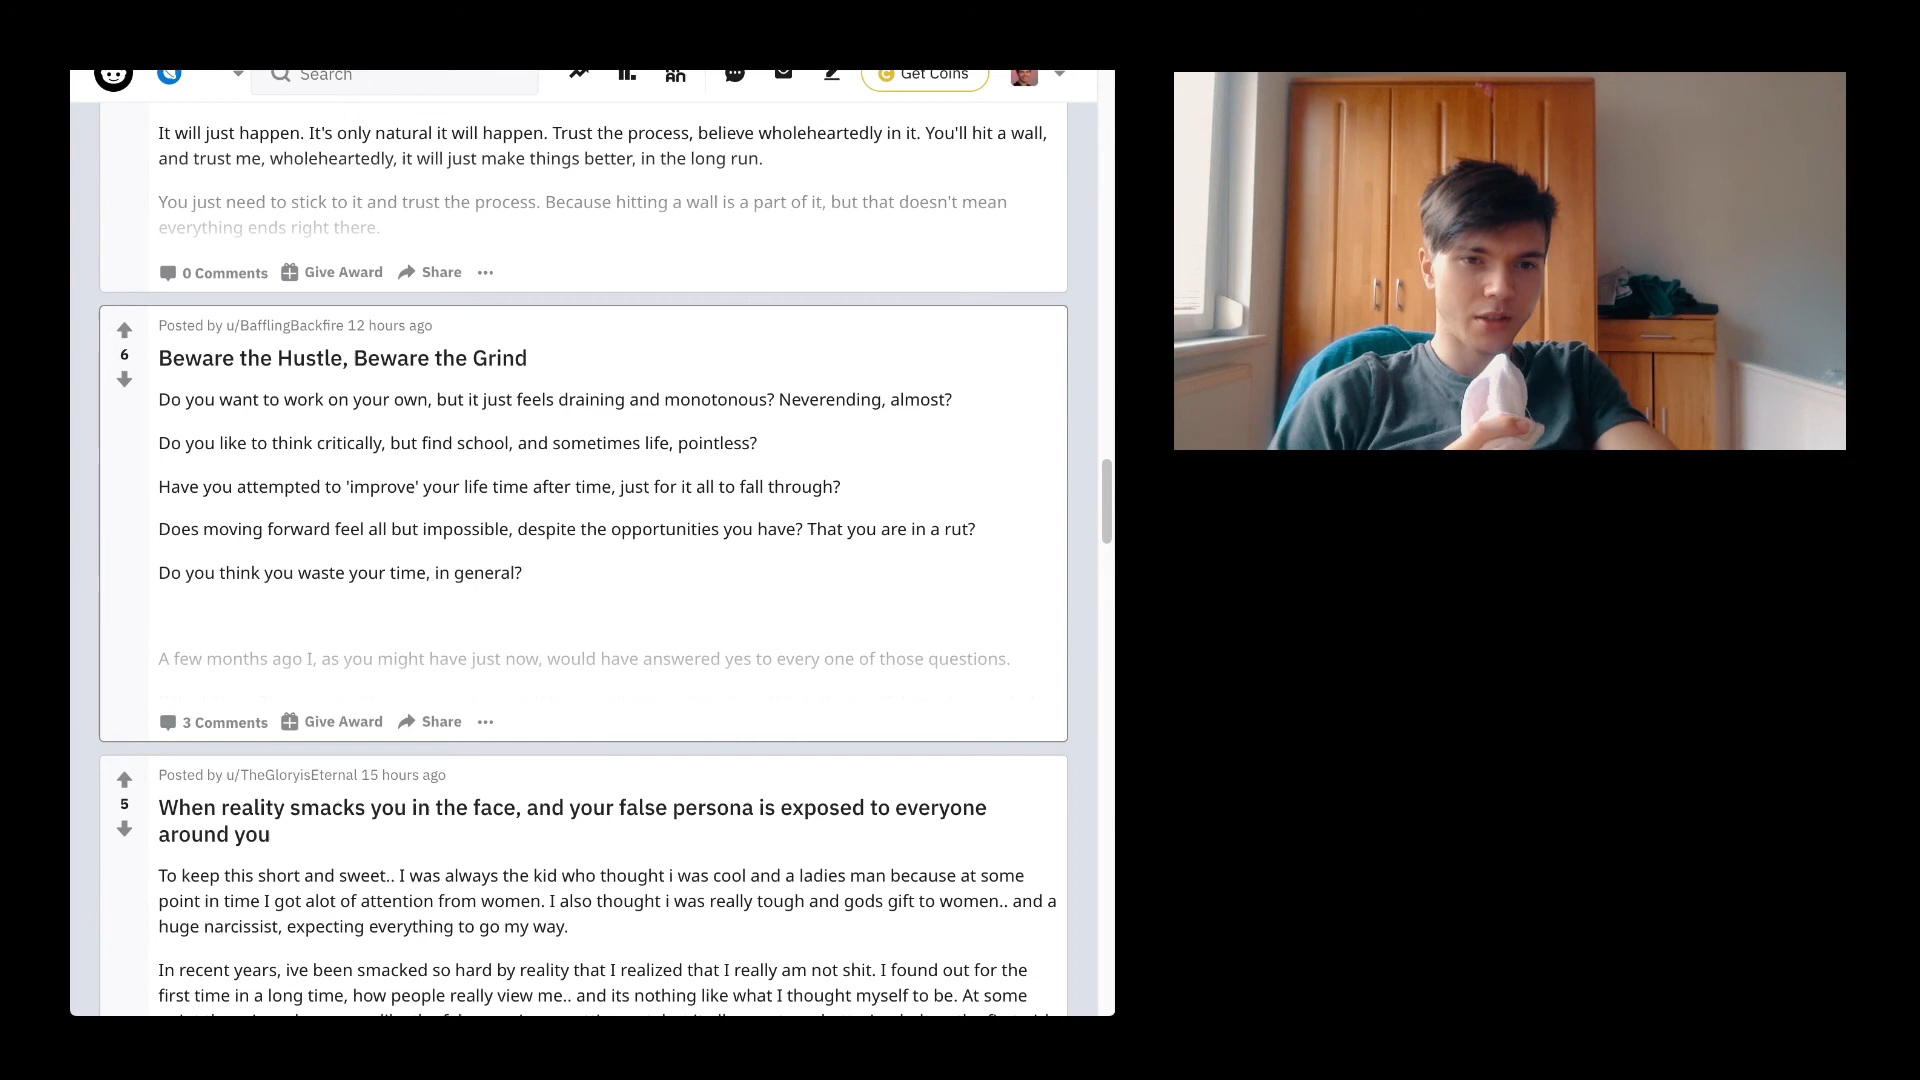 Search
Get Coins
It will just happen. It's only natural it will happen. Trust the process, believe wholeheartedly in it. You'll hit a wall,
and trust me, wholeheartedly, it will just make things better, in the long run.
You just need to stick to it and trust the process. Because hitting a wall is a part of it, but that doesn't mean
everything ends right there.
0 Comments Give Award Share
Posted by u/BafflingBackfire 12 hours ago
6
Beware the Hustle, Beware the Grind
Do you want to work on your own, but it just feels draining and monotonous? Neverending, almost?
Do you like to think critically, but find school, and sometimes life, pointless?
Have you attempted to 'improve' your life time after time, just for it all to fall through?
Does moving forward feel all but impossible, despite the opportunities you have? That you are in a rut?
Do you think you waste your time, in general?
A few months ago I, as you might have just now, would have answered yes to every one of those questions.
3 Comments Give Award Share
Posted by u/TheGloryisEternal 15 hours ago
5
When reality smacks you in the face, and your false persona is exposed to everyone
around you
To keep this short and sweet.. I was always the kid who thought i was cool and a ladies man because at some
point in time I got alot of attention from women. I also thought i was really tough and gods gift to women.. and a
huge narcissist, expecting everything to go my way.
In recent years, ive been smacked so hard by reality that I realized that I really am not shit. I found out for the
first time in a long time, how people really view me.. and its nothing like what I thought myself to be. At some